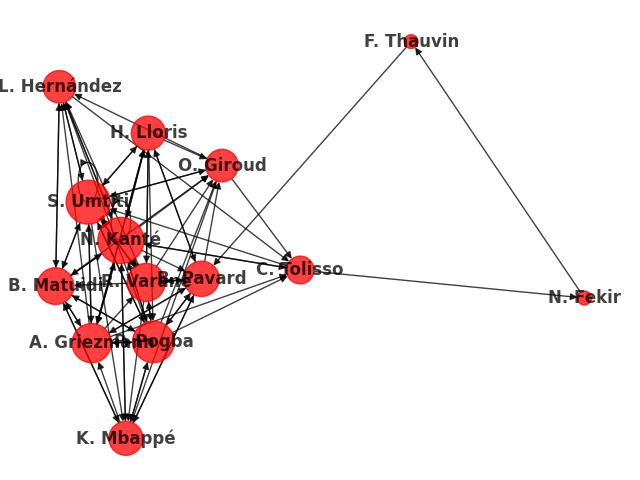 F. Thauvin
L. Hernández
H. Lloris
O. Giroud
S. Umtiti
N. Kanté
C. Tolisso
B. Matuidi
R. Varane
B. Pavard
N. Fekir
A. Griezmann
P. Pogba
K. Mbappé